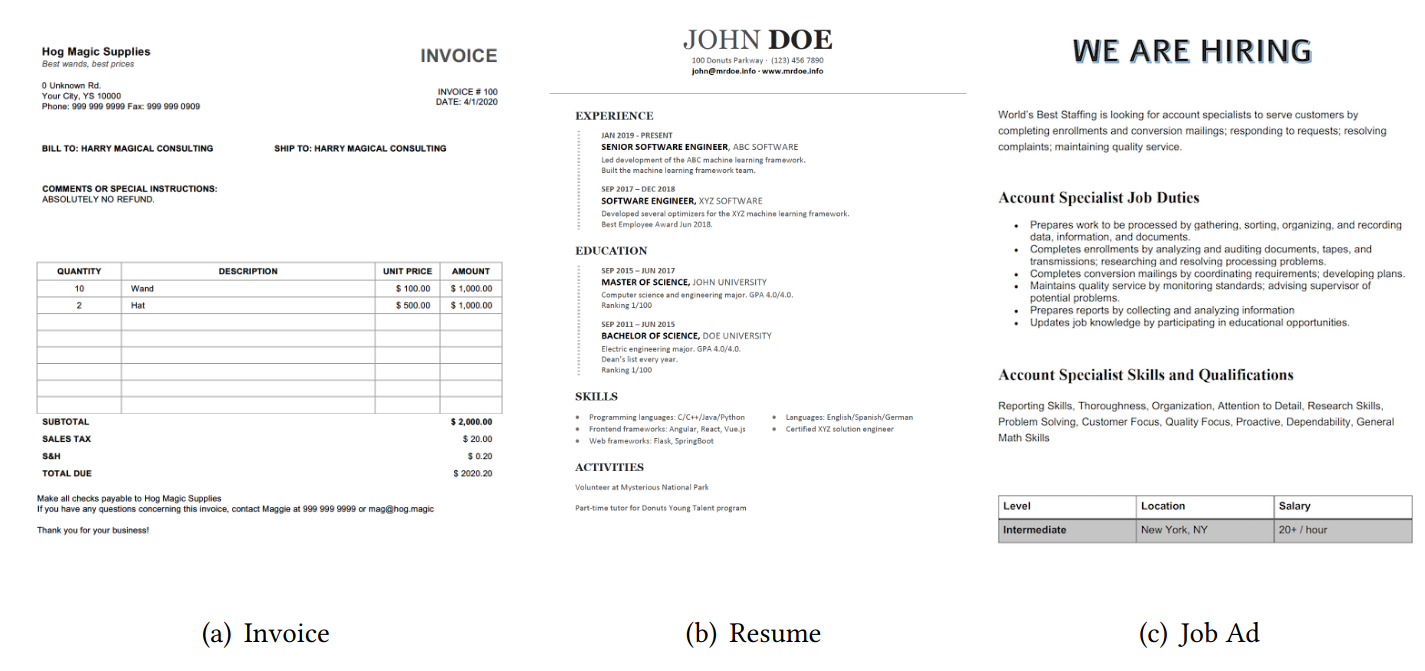 Hog Magic Supplies
Best wands, best prices
INVOICE
0 Unknown Rd.
Your City, YS 10000
Phone: 999 999 9999 Fax: 999 999 0909
INVOICE # 100
DATE: 4/1/2020
BILL TO: HARRY MAGICAL CONSULTING
SHIP TO: HARRY MAGICAL CONSULTING
COMMENTS OR SPECIAL INSTRUCTIONS:
ABSOLUTELY NO REFUND.
QUANTITY DESCRIPTION UNIT PRICE AMOUNT
10 Wand $ 100.00 $ 1,000.00
2 Hat $ 500.00 $ 1,000.00
SUBTOTAL $ 2,000.00
SALES TAX $ 20.00
S&H $ 0.20
TOTAL DUE $ 2020.20
Make all checks payable to Hog Magic Supplies
If you have any questions concerning this invoice, contact Maggie at 999 999 9999 or mag@hog.magic
Thank you for your business!
(a) Invoice
JOHN DOE
100 Donuts Parkway · (123) 456 7890
john@mrdoe.info · www.mrdoe.info
EXPERIENCE
JAN 2019 - PRESENT
SENIOR SOFTWARE ENGINEER, ABC SOFTWARE
Led development of the ABC machine learning framework.
Built the machine learning framework team.
SEP 2017 – DEC 2018
SOFTWARE ENGINEER, XYZ SOFTWARE
Developed several optimizers for the XYZ machine learning framework.
Best Employee Award Jun 2018.
EDUCATION
SEP 2015 – JUN 2017
MASTER OF SCIENCE, JOHN UNIVERSITY
Computer science and engineering major. GPA 4.0/4.0.
Ranking 1/100
SEP 2011 – JUN 2015
BACHELOR OF SCIENCE, DOE UNIVERSITY
Electric engineering major. GPA 4.0/4.0.
Dean's list every year.
Ranking 1/100
SKILLS
• Programming languages: C/C++/Java/Python
• Frontend frameworks: Angular, React, Vue.js
• Web frameworks: Flask, SpringBoot
• Languages: English/Spanish/German
• Certified XYZ solution engineer
ACTIVITIES
Volunteer at Mysterious National Park
Part-time tutor for Donuts Young Talent program
(b) Resume
WE ARE HIRING
World's Best Staffing is looking for account specialists to serve customers by
completing enrollments and conversion mailings; responding to requests; resolving
complaints; maintaining quality service.
Account Specialist Job Duties
• Prepares work to be processed by gathering, sorting, organizing, and recording
data, information, and documents.
• Completes enrollments by analyzing and auditing documents, tapes, and
transmissions; researching and resolving processing problems.
• Completes conversion mailings by coordinating requirements; developing plans.
• Maintains quality service by monitoring standards; advising supervisor of
potential problems.
• Prepares reports by collecting and analyzing information
• Updates job knowledge by participating in educational opportunities.
Account Specialist Skills and Qualifications
Reporting Skills, Thoroughness, Organization, Attention to Detail, Research Skills,
Problem Solving, Customer Focus, Quality Focus, Proactive, Dependability, General
Math Skills
Level Location Salary
Intermediate New York, NY 20+ / hour
(c) Job Ad